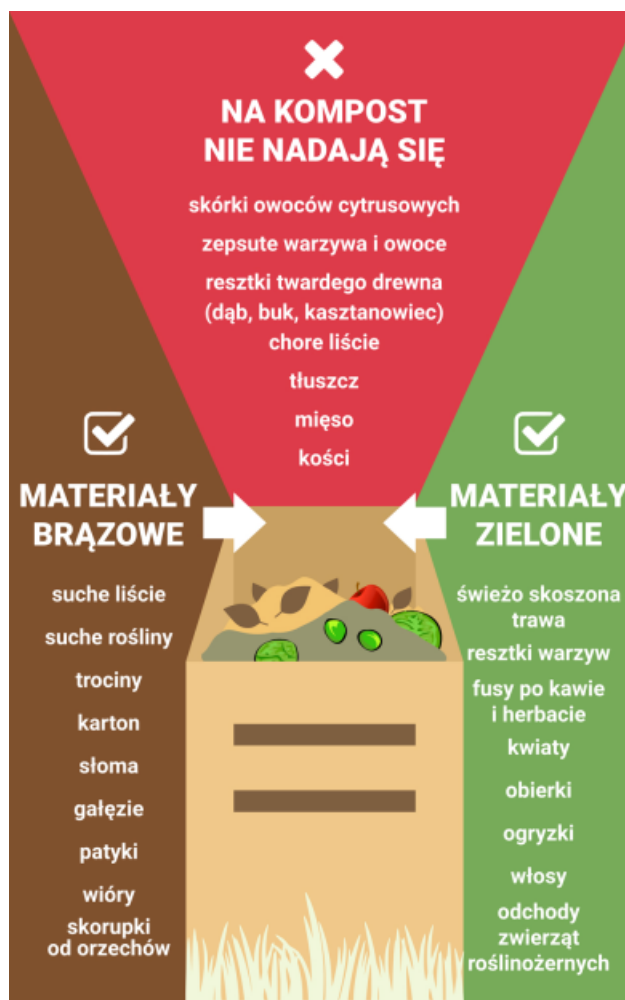 NA KOMPOST
NIE NADAJĄ SIĘ
skórki owoców cytrusowych
zepsute warzywa i owoce
resztki twardego drewna
(dąb, buk, kasztanowiec)
chore liście
tłuszcz
mięso
kości
MATERIAŁY
BRĄZOWE
suche liście
suche rośliny
trociny
karton
słoma
gałęzie
patyki
wióry
skorupki
od orzechów
MATERIAŁY
ZIELONE
świeżo skoszona
trawa
resztki warzyw
fusy po kawie
i herbacie
kwiaty
obierki
ogryzki
włosy
odchody
zwierząt
roślinożernych